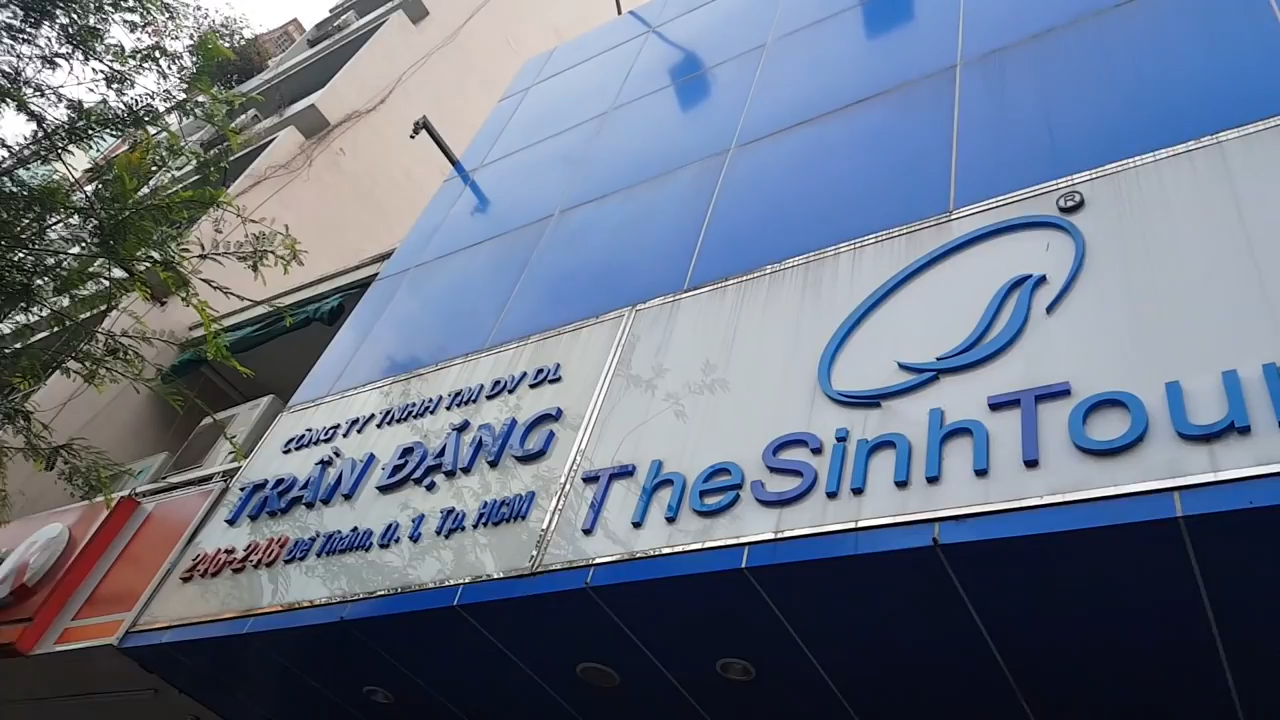 CÔNG TY TNHH TM DV DL
TRẦN ĐẶNG
246-248 Đề Thám, Q. 1, Tp. HCM
®
TheSinhTour